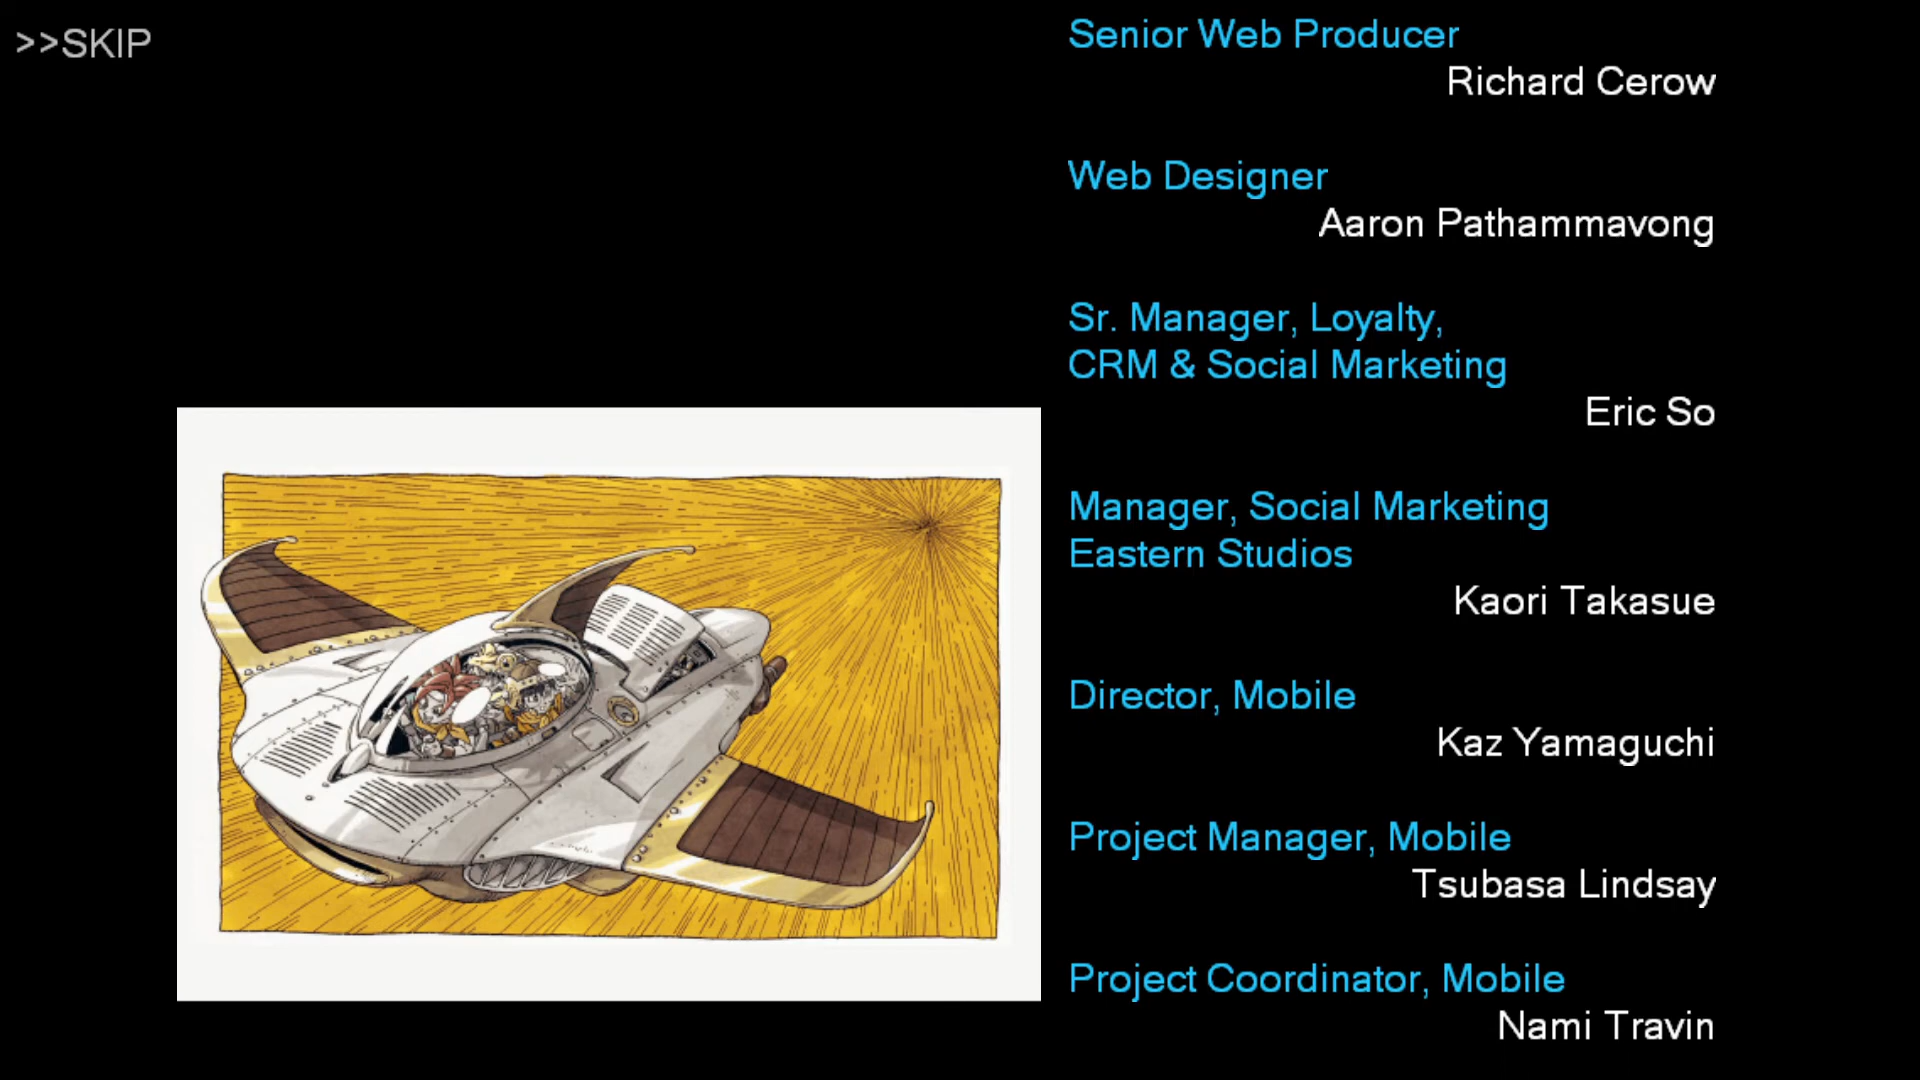 >>SKIP
Senior Web Producer
Richard Cerow
Web Designer
Aaron Pathammavong
Sr. Manager, Loyalty,
CRM & Social Marketing
Eric So
Manager, Social Marketing
Eastern Studios
Kaori Takasue
Director, Mobile
Kaz Yamaguchi
Project Manager, Mobile
Tsubasa Lindsay
Project Coordinator, Mobile
Nami Travin